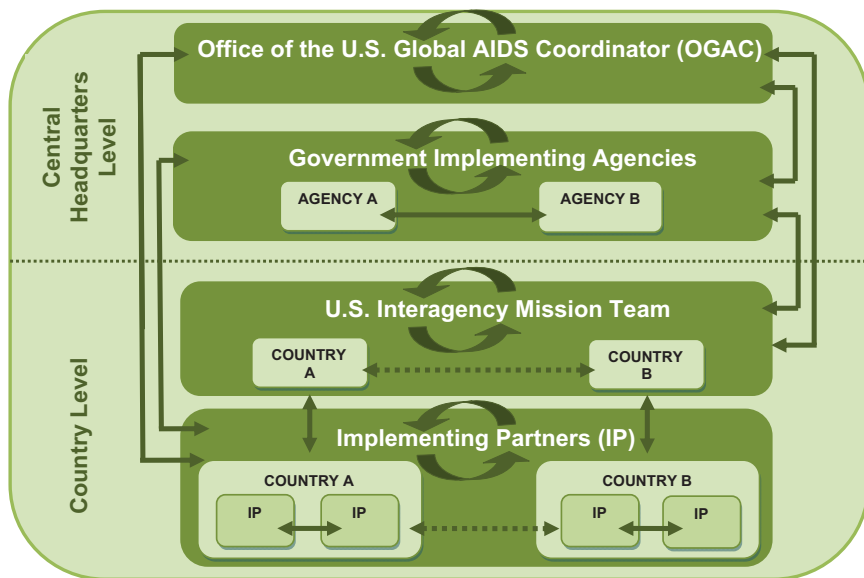 Central
Headquarters
Level
Office of the U.S. Global AIDS Coordinator (OGAC)
Government Implementing Agencies
AGENCY A
AGENCY B
Country Level
U.S. Interagency Mission Team
COUNTRY
A
COUNTRY
B
Implementing Partners (IP)
COUNTRY A
IP
IP
COUNTRY B
IP
IP